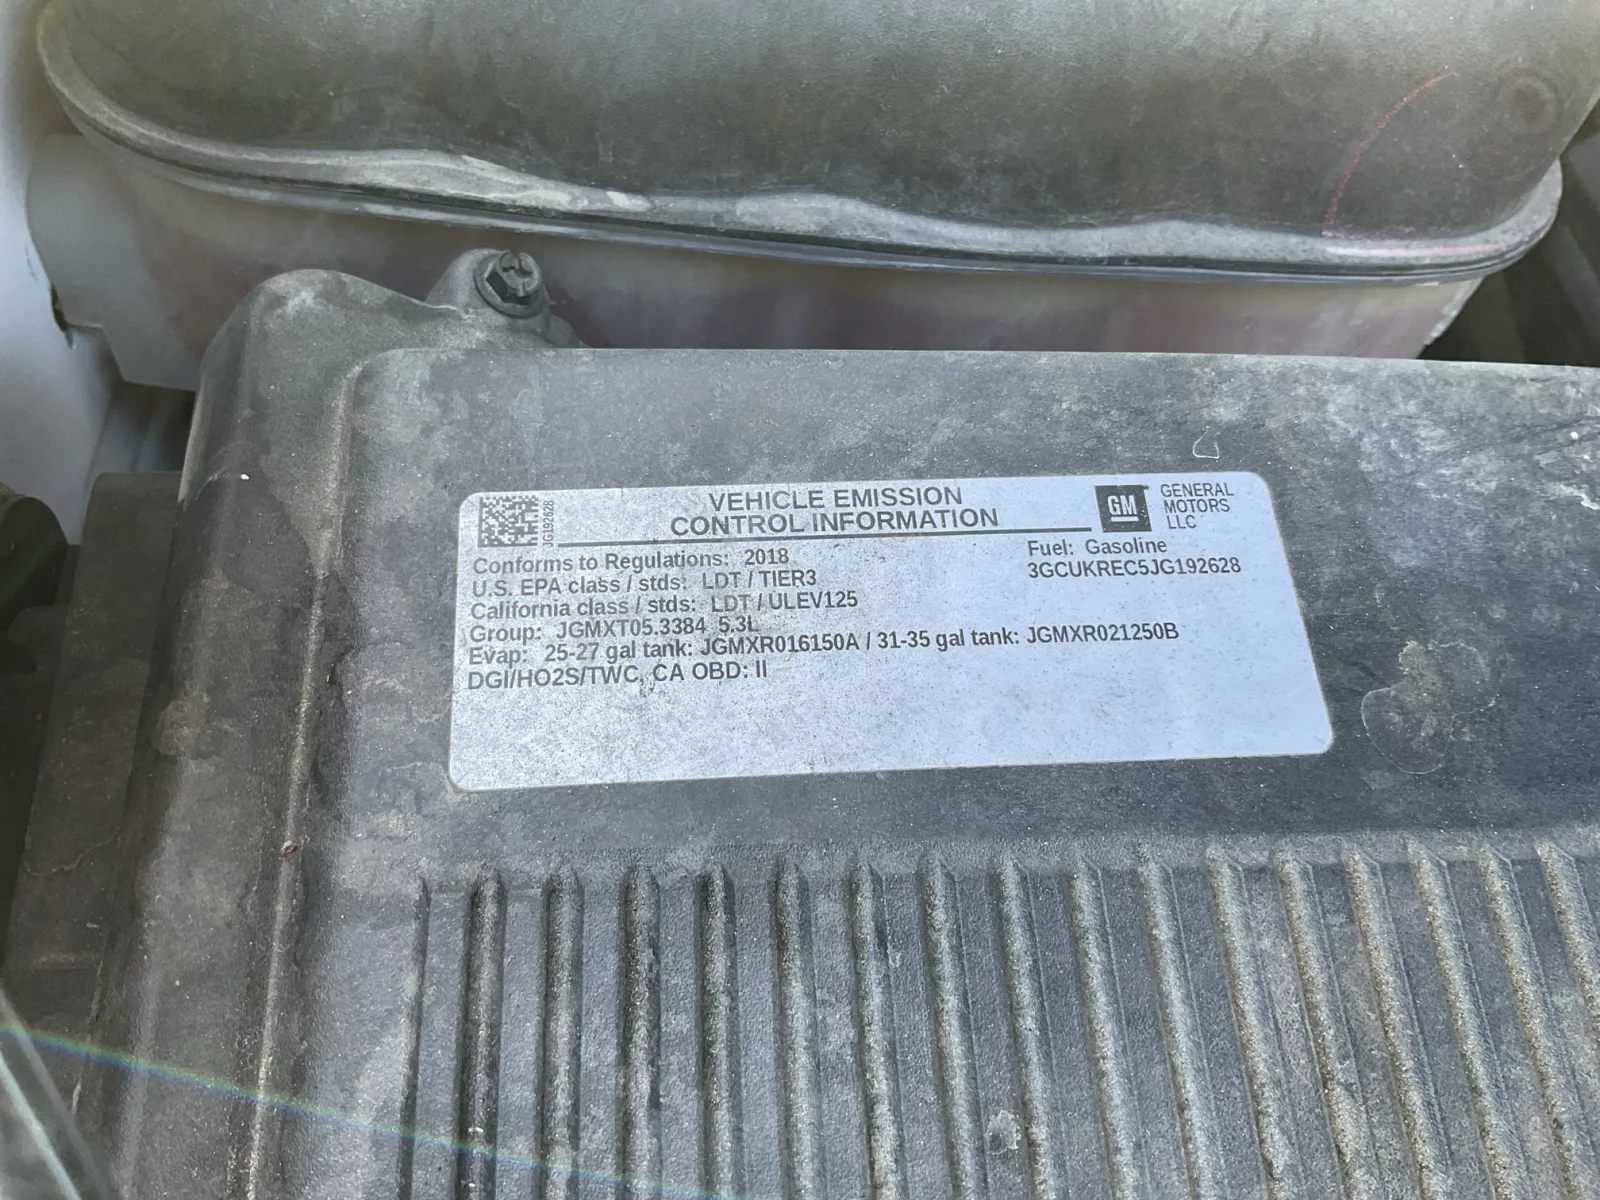 JG192628
VEHICLE EMISSION
CONTROL INFORMATION
GM
GENERAL
MOTORS
LLC
Conforms to Regulations: 2018
U.S. EPA class / stds: LDT / TIER3
California class / stds: LDT / ULEV125
Group: JGMXT05.3384 5.3L
Evap: 25-27 gal tank: JGMXR016150A / 31-35 gal tank: JGMXR021250B
DGI/HO2S/TWC, CA OBD: II
Fuel: Gasoline
3GCUKREC5JG192628